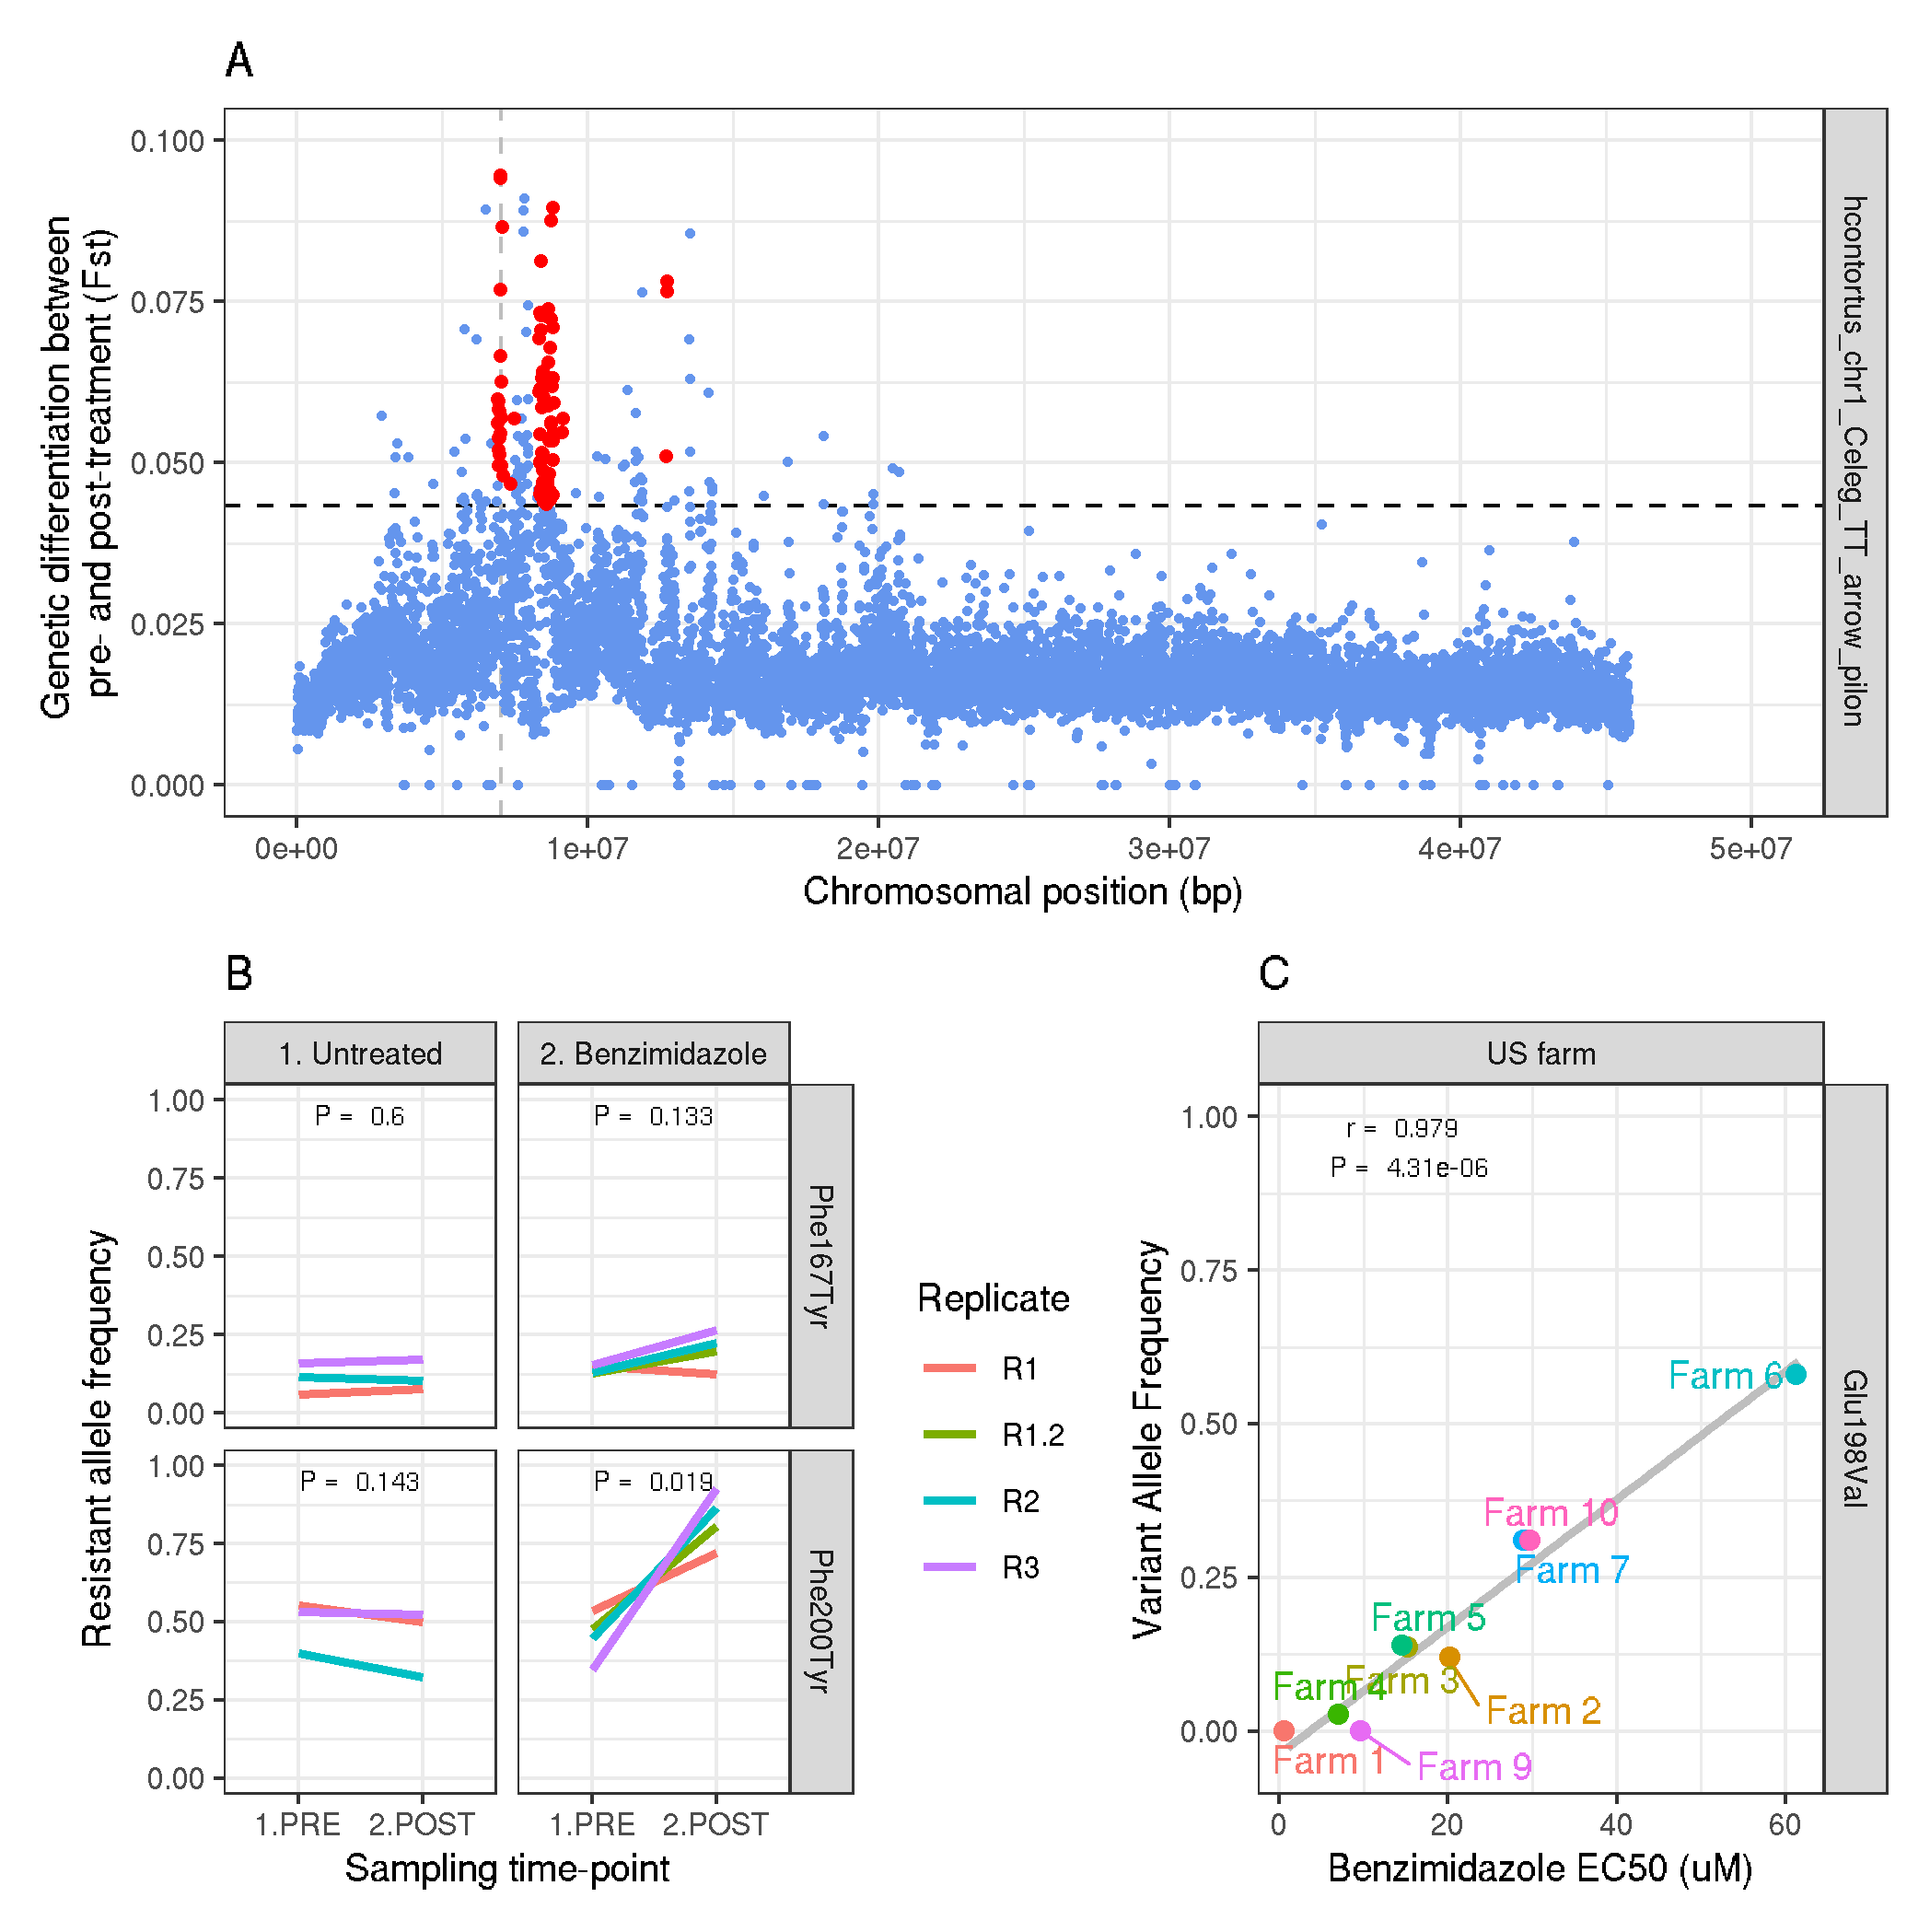 A
Genetic differentiation between
pre- and post-treatment (Fst)
0.100
0.075
0.050
0.025
0.000
0e+00 1e+07 2e+07 3e+07 4e+07 5e+07
Chromosomal position (bp)
hcontortus_chr1_Celeg_TT_arrow_pilon
B
1. Untreated 2. Benzimidazole
Resistant allele frequency
1.00
0.75
0.50
0.25
0.00
P = 0.6
P = 0.133
Phe167Tyr
1.00
0.75
0.50
0.25
0.00
P = 0.143
P = 0.019
Phe200Tyr
1.PRE 2.POST 1.PRE 2.POST
Sampling time-point
Replicate
R1
R1.2
R2
R3
C
US farm
Variant Allele Frequency
1.00
0.75
0.50
0.25
0.00
r = 0.979
P = 4.31e-06
Farm 6
Farm 10
Farm 7
Farm 5
Farm 3
Farm 4
Farm 2
Farm 1
Farm 9
Glu198Val
0 20 40 60
Benzimidazole EC50 (uM)